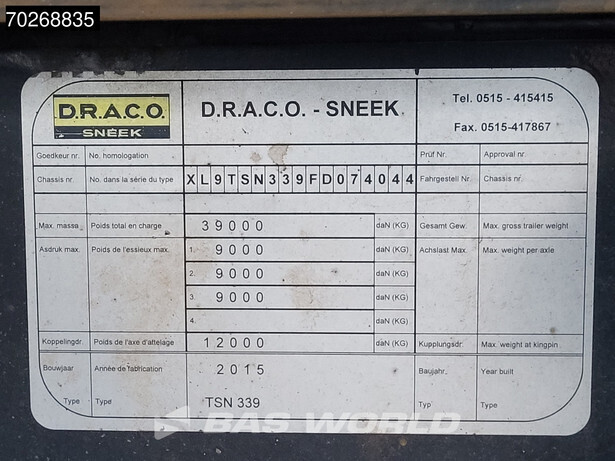 70268835
D.R.A.C.O.
SNEEK
D.R.A.C.O. - SNEEK
Tel. 0515 - 415415
Fax. 0515-417867
Goedkeur nr. No. homologation Prüf Nr. Approval nr.
Chassis nr. No. dans la série du type XL9TSN339FD074044 Fahrgestell Nr. Chassis nr.
Max. massa Poids total en charge 39000 daN (KG) Gesamt Gew. Max. gross trailer weight
Asdruk max. Poids de l'essieux max. 1. 9000 daN (KG) Achslast Max. Max. weight per axle
2. 9000 daN (KG)
3. 9000 daN (KG)
4. daN (KG)
Koppelingdr. Poids de l'axe d'attelage 12000 daN (KG) Kupplungsdr. Max. weight at kingpin
Bouwjaar Année de fabrication 2015 Baujahr. Year built
Type Type TSN 339 Typ Type
BAS WORLD